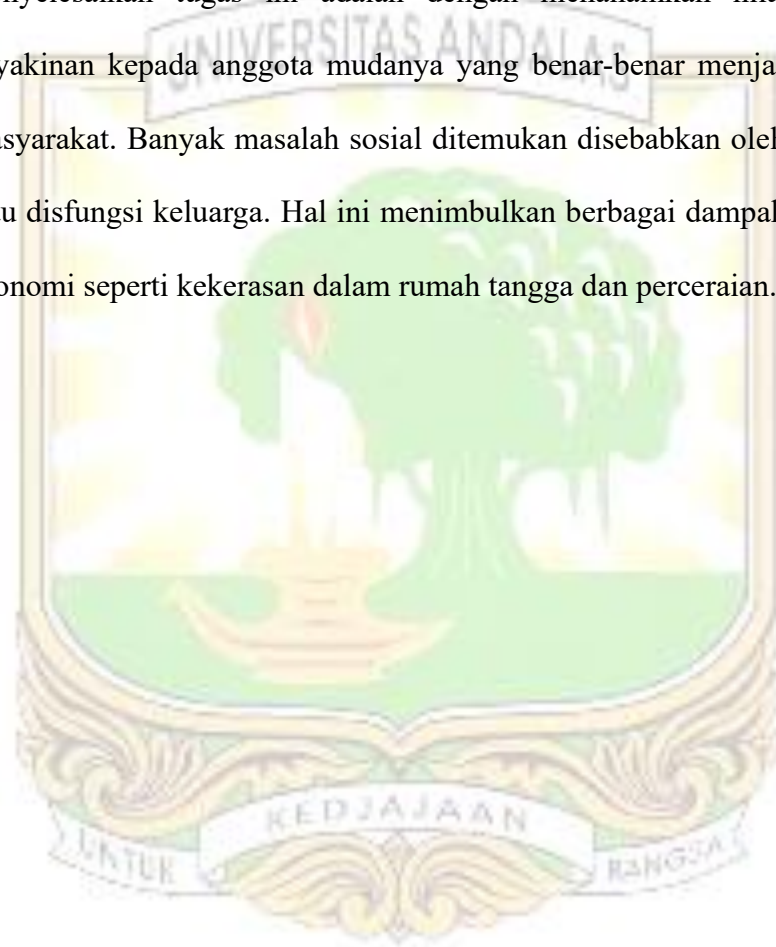 nyelesaikan tugas ini adalah dengan menanamkan
UNIVERSITAS ANDALAS
yakinan kepada anggota mudanya yang benar-benar menja
asyarakat. Banyak masalah sosial ditemukan disebabkan oleh
u disfungsi keluarga. Hal ini menimbulkan berbagai dampak
onomi seperti kekerasan dalam rumah tangga dan perceraian.
KEDJAJAAN
UNTUK
BANGSA